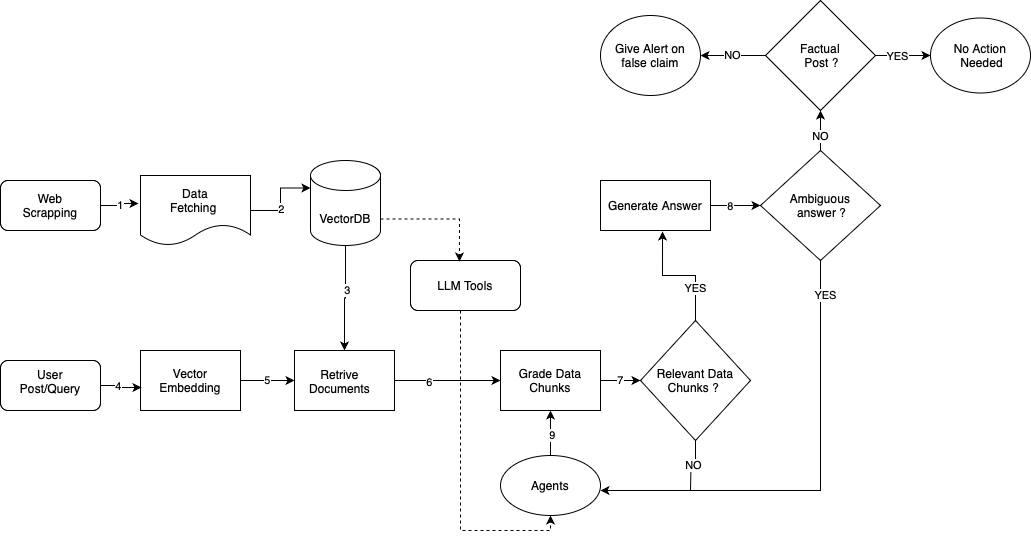 Give Alert on
false claim
NO
Factual
Post ?
YES
No Action
Needed
NO
Web
Scrapping
1
Data
Fetching
2
VectorDB
Generate Answer
8
Ambiguous
answer ?
3
LLM Tools
YES
YES
User
Post/Query
4
Vector
Embedding
5
Retrive
Documents
6
Grade Data
Chunks
7
Relevant Data
Chunks ?
9
NO
Agents